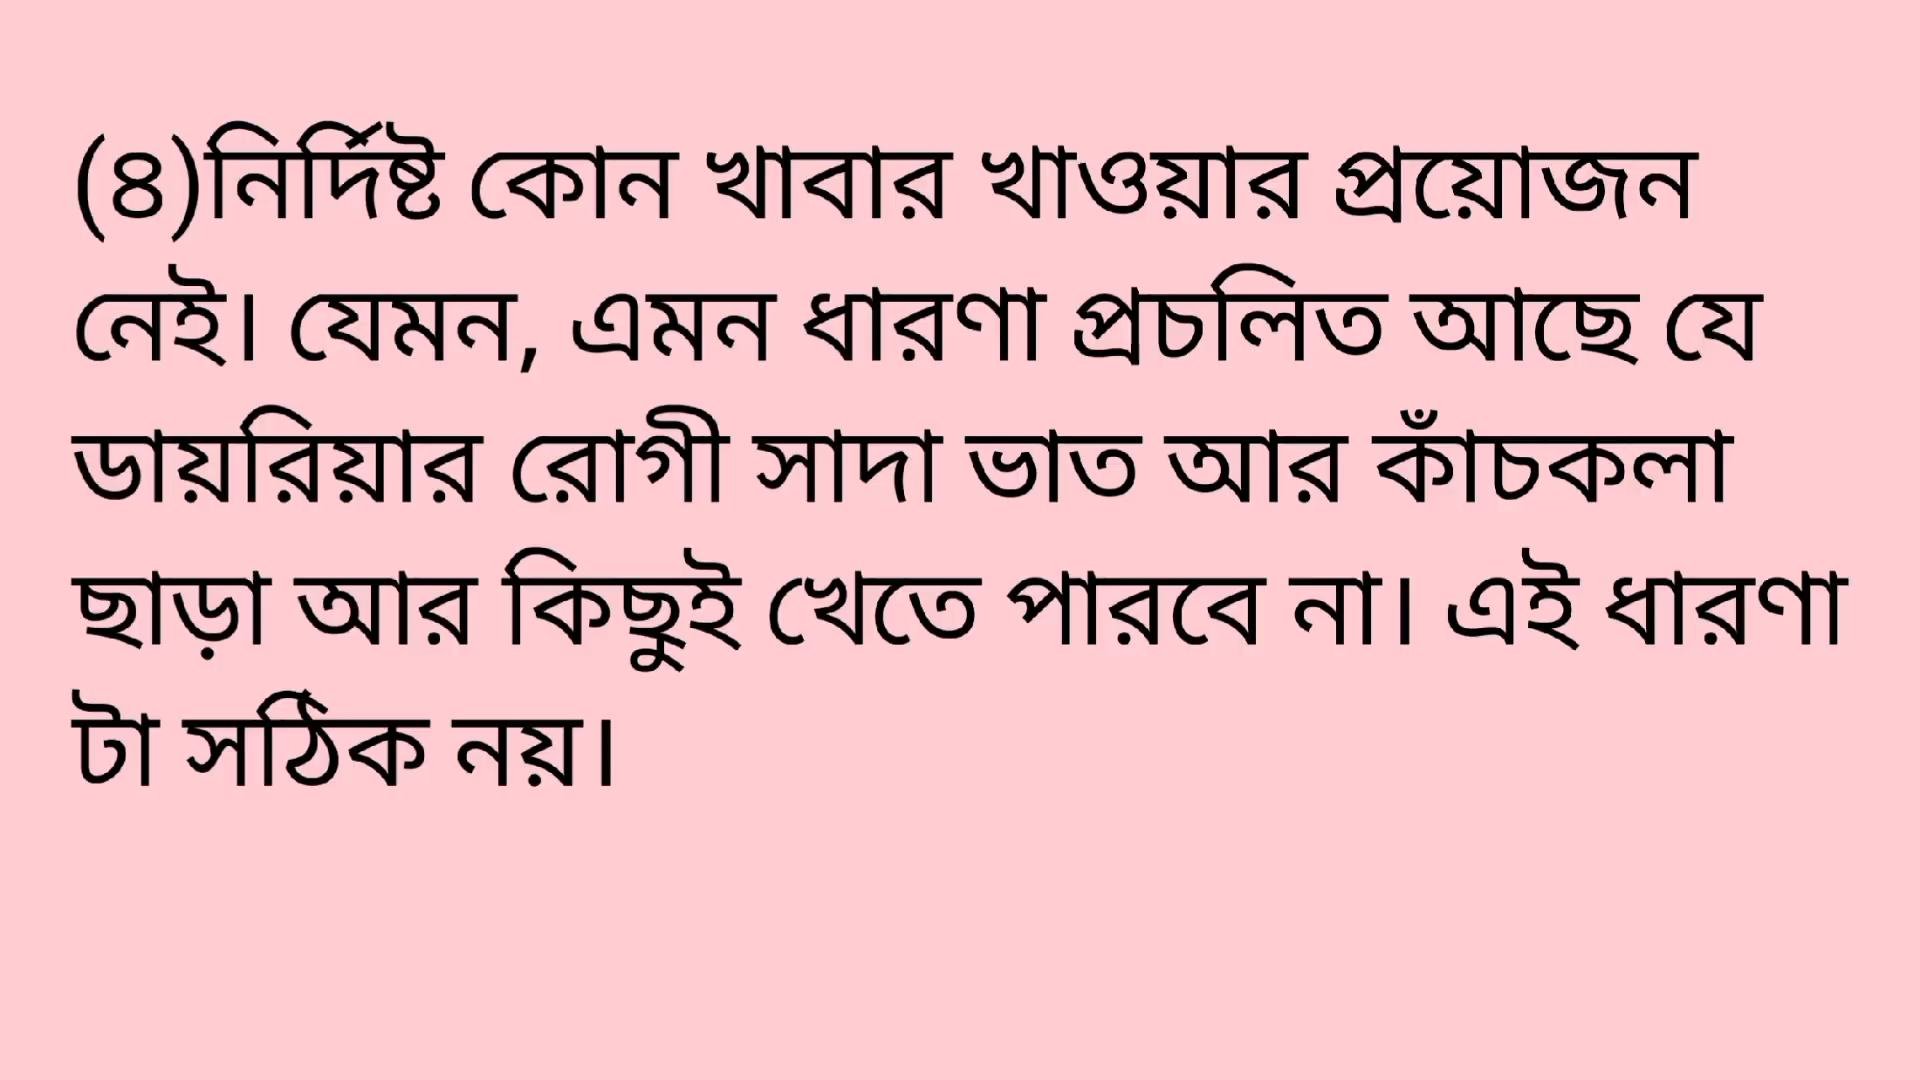 (৪)নির্দিষ্ট কোন খাবার খাওয়ার প্রয়োজন
নেই। যেমন, এমন ধারণা প্রচলিত আছে যে
ডায়রিয়ার রোগী সাদা ভাত আর কাঁচকলা
ছাড়া আর কিছুই খেতে পারবে না। এই ধারণা
টা সঠিক নয়।